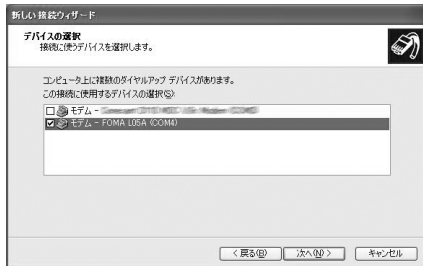 新しい接続ウィザード
デバイスの選択
接続に使うデバイスを選択します。
コンピュータ上に複数のダイヤルアップ デバイスがあります。
この接続に使用するデバイスの選択(S):
モデム -
モデム - FOMA L05A (COM4)
< 戻る(B) 次へ(N) > キャンセル